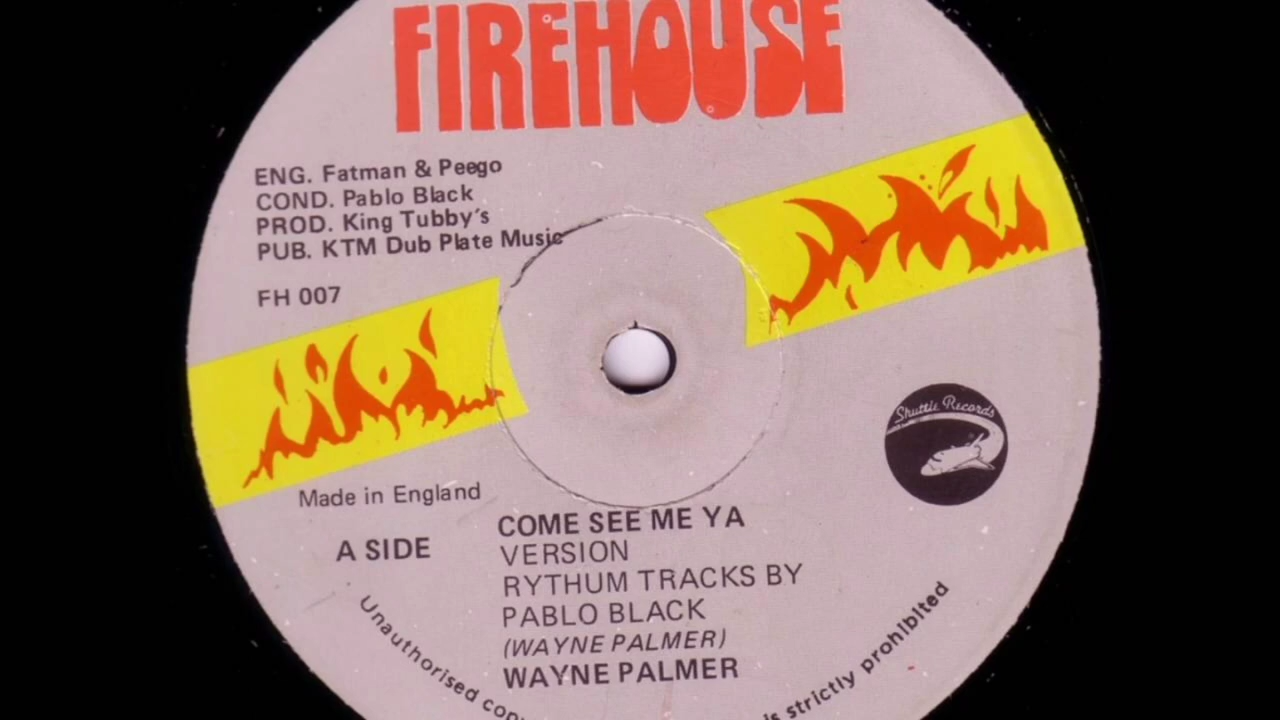 FIREHOUSE
ENG. Fatman & Peego
COND. Pablo Black
PROD. King Tubby's
PUB. KTM Dub Plate Music
FH 007
Shuttle Records
Made in England
A SIDE
COME SEE ME YA
VERSION
RYTHUM TRACKS BY
PABLO BLACK
(WAYNE PALMER)
WAYNE PALMER
Unauthorised is strictly prohibited